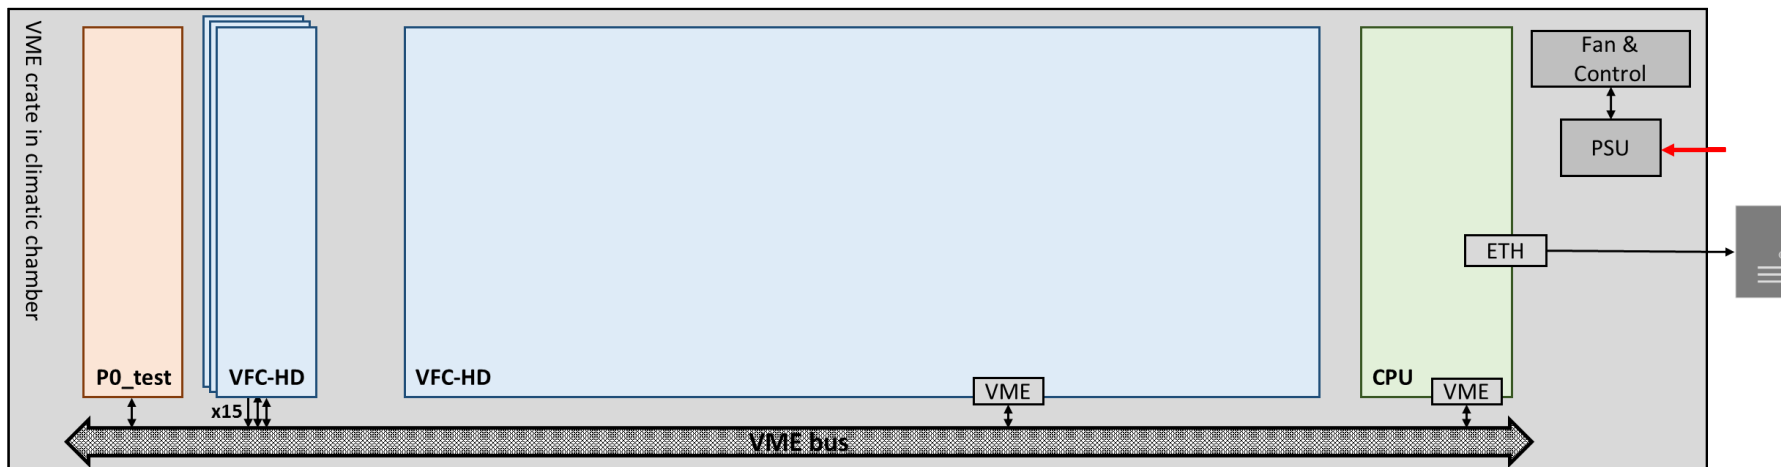 VME crate in climatic chamber
Fan &
Control
PSU
ETH
P0_test
VFC-HD
VFC-HD
CPU
VME
VME
x15
VME bus